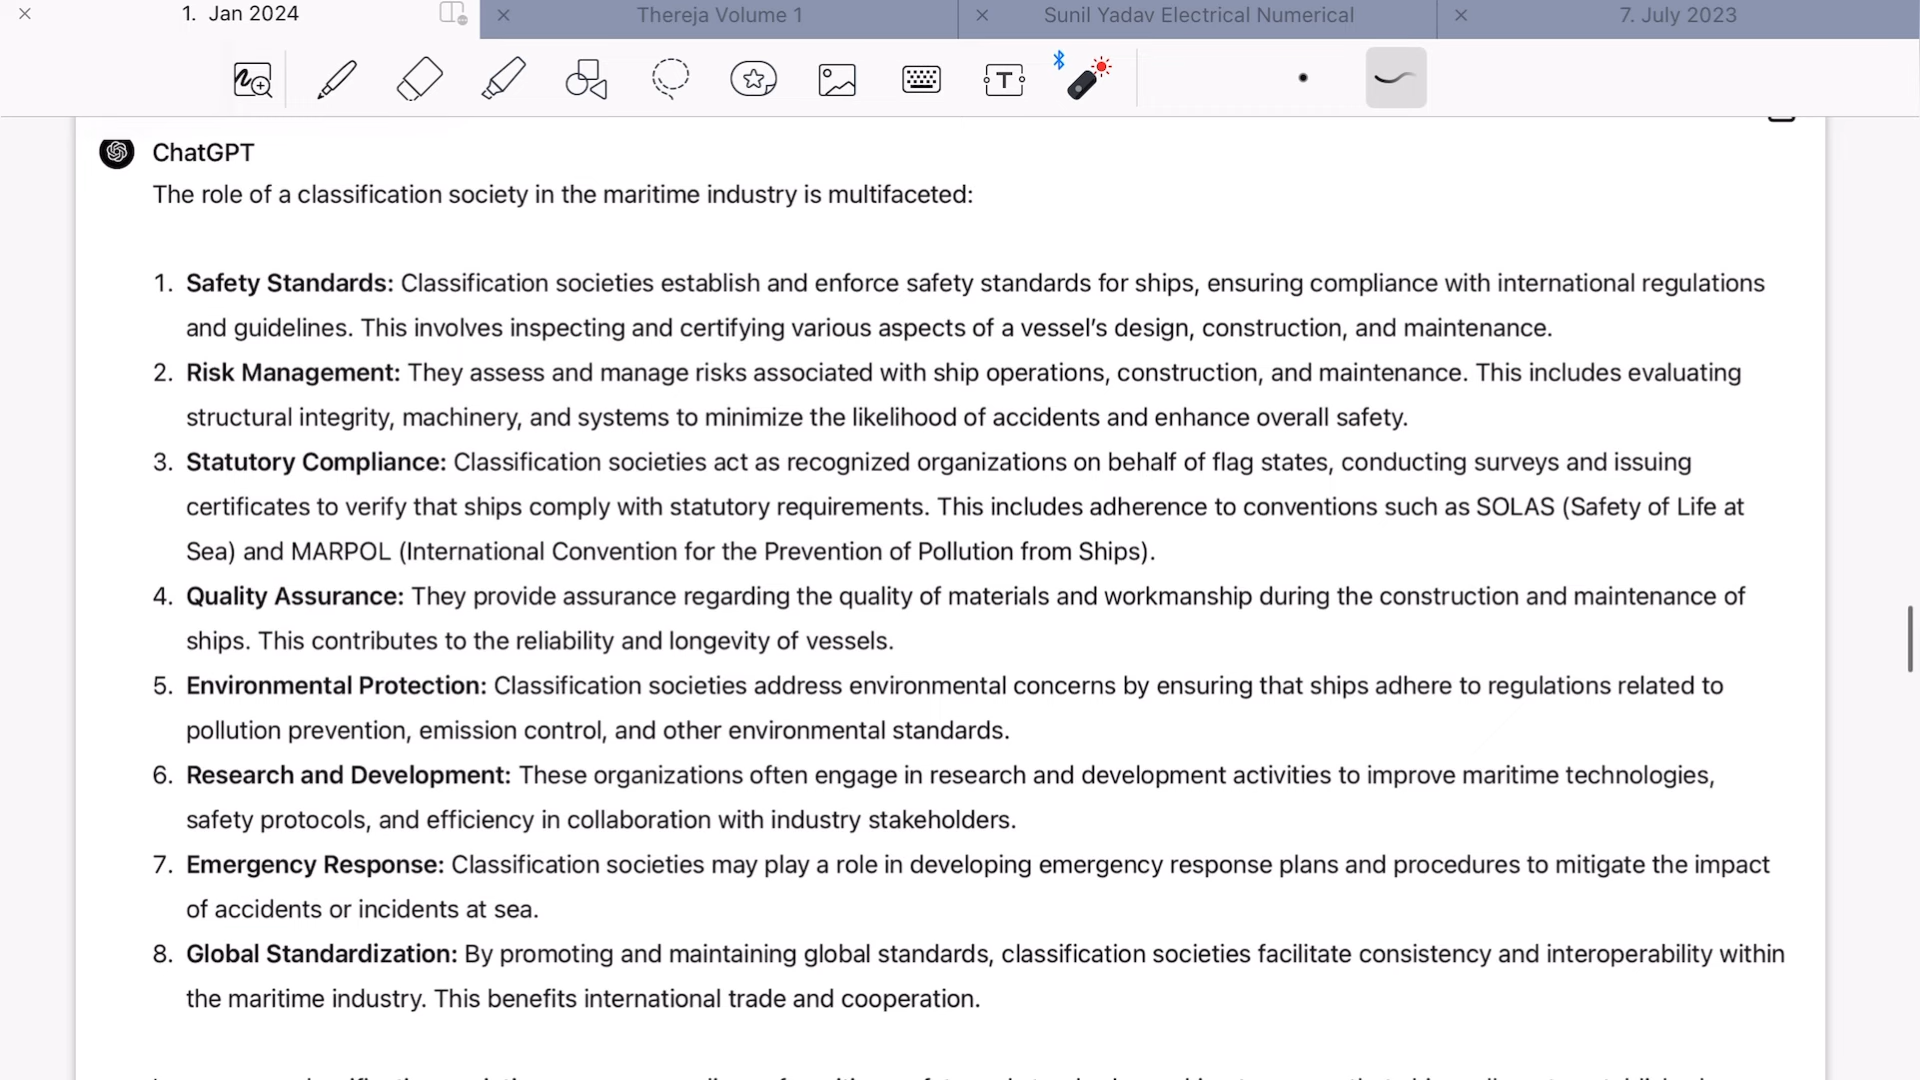 1. Jan 2024
Thereja Volume 1
Sunil Yadav Electrical Numerical
7. July 2023
T
ChatGPT
The role of a classification society in the maritime industry is multifaceted:
1. Safety Standards: Classification societies establish and enforce safety standards for ships, ensuring compliance with international regulations
and guidelines. This involves inspecting and certifying various aspects of a vessel’s design, construction, and maintenance.
2. Risk Management: They assess and manage risks associated with ship operations, construction, and maintenance. This includes evaluating
structural integrity, machinery, and systems to minimize the likelihood of accidents and enhance overall safety.
3. Statutory Compliance: Classification societies act as recognized organizations on behalf of flag states, conducting surveys and issuing
certificates to verify that ships comply with statutory requirements. This includes adherence to conventions such as SOLAS (Safety of Life at
Sea) and MARPOL (International Convention for the Prevention of Pollution from Ships).
4. Quality Assurance: They provide assurance regarding the quality of materials and workmanship during the construction and maintenance of
ships. This contributes to the reliability and longevity of vessels.
5. Environmental Protection: Classification societies address environmental concerns by ensuring that ships adhere to regulations related to
pollution prevention, emission control, and other environmental standards.
6. Research and Development: These organizations often engage in research and development activities to improve maritime technologies,
safety protocols, and efficiency in collaboration with industry stakeholders.
7. Emergency Response: Classification societies may play a role in developing emergency response plans and procedures to mitigate the impact
of accidents or incidents at sea.
8. Global Standardization: By promoting and maintaining global standards, classification societies facilitate consistency and interoperability within
the maritime industry. This benefits international trade and cooperation.